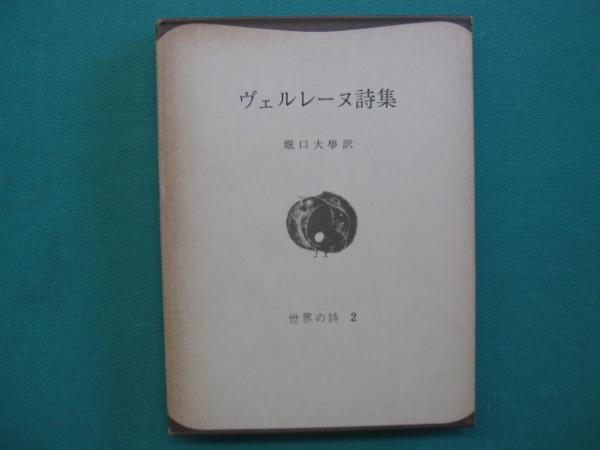 ヴェルレーヌ詩集
堀口大學訳
世界の詩 2